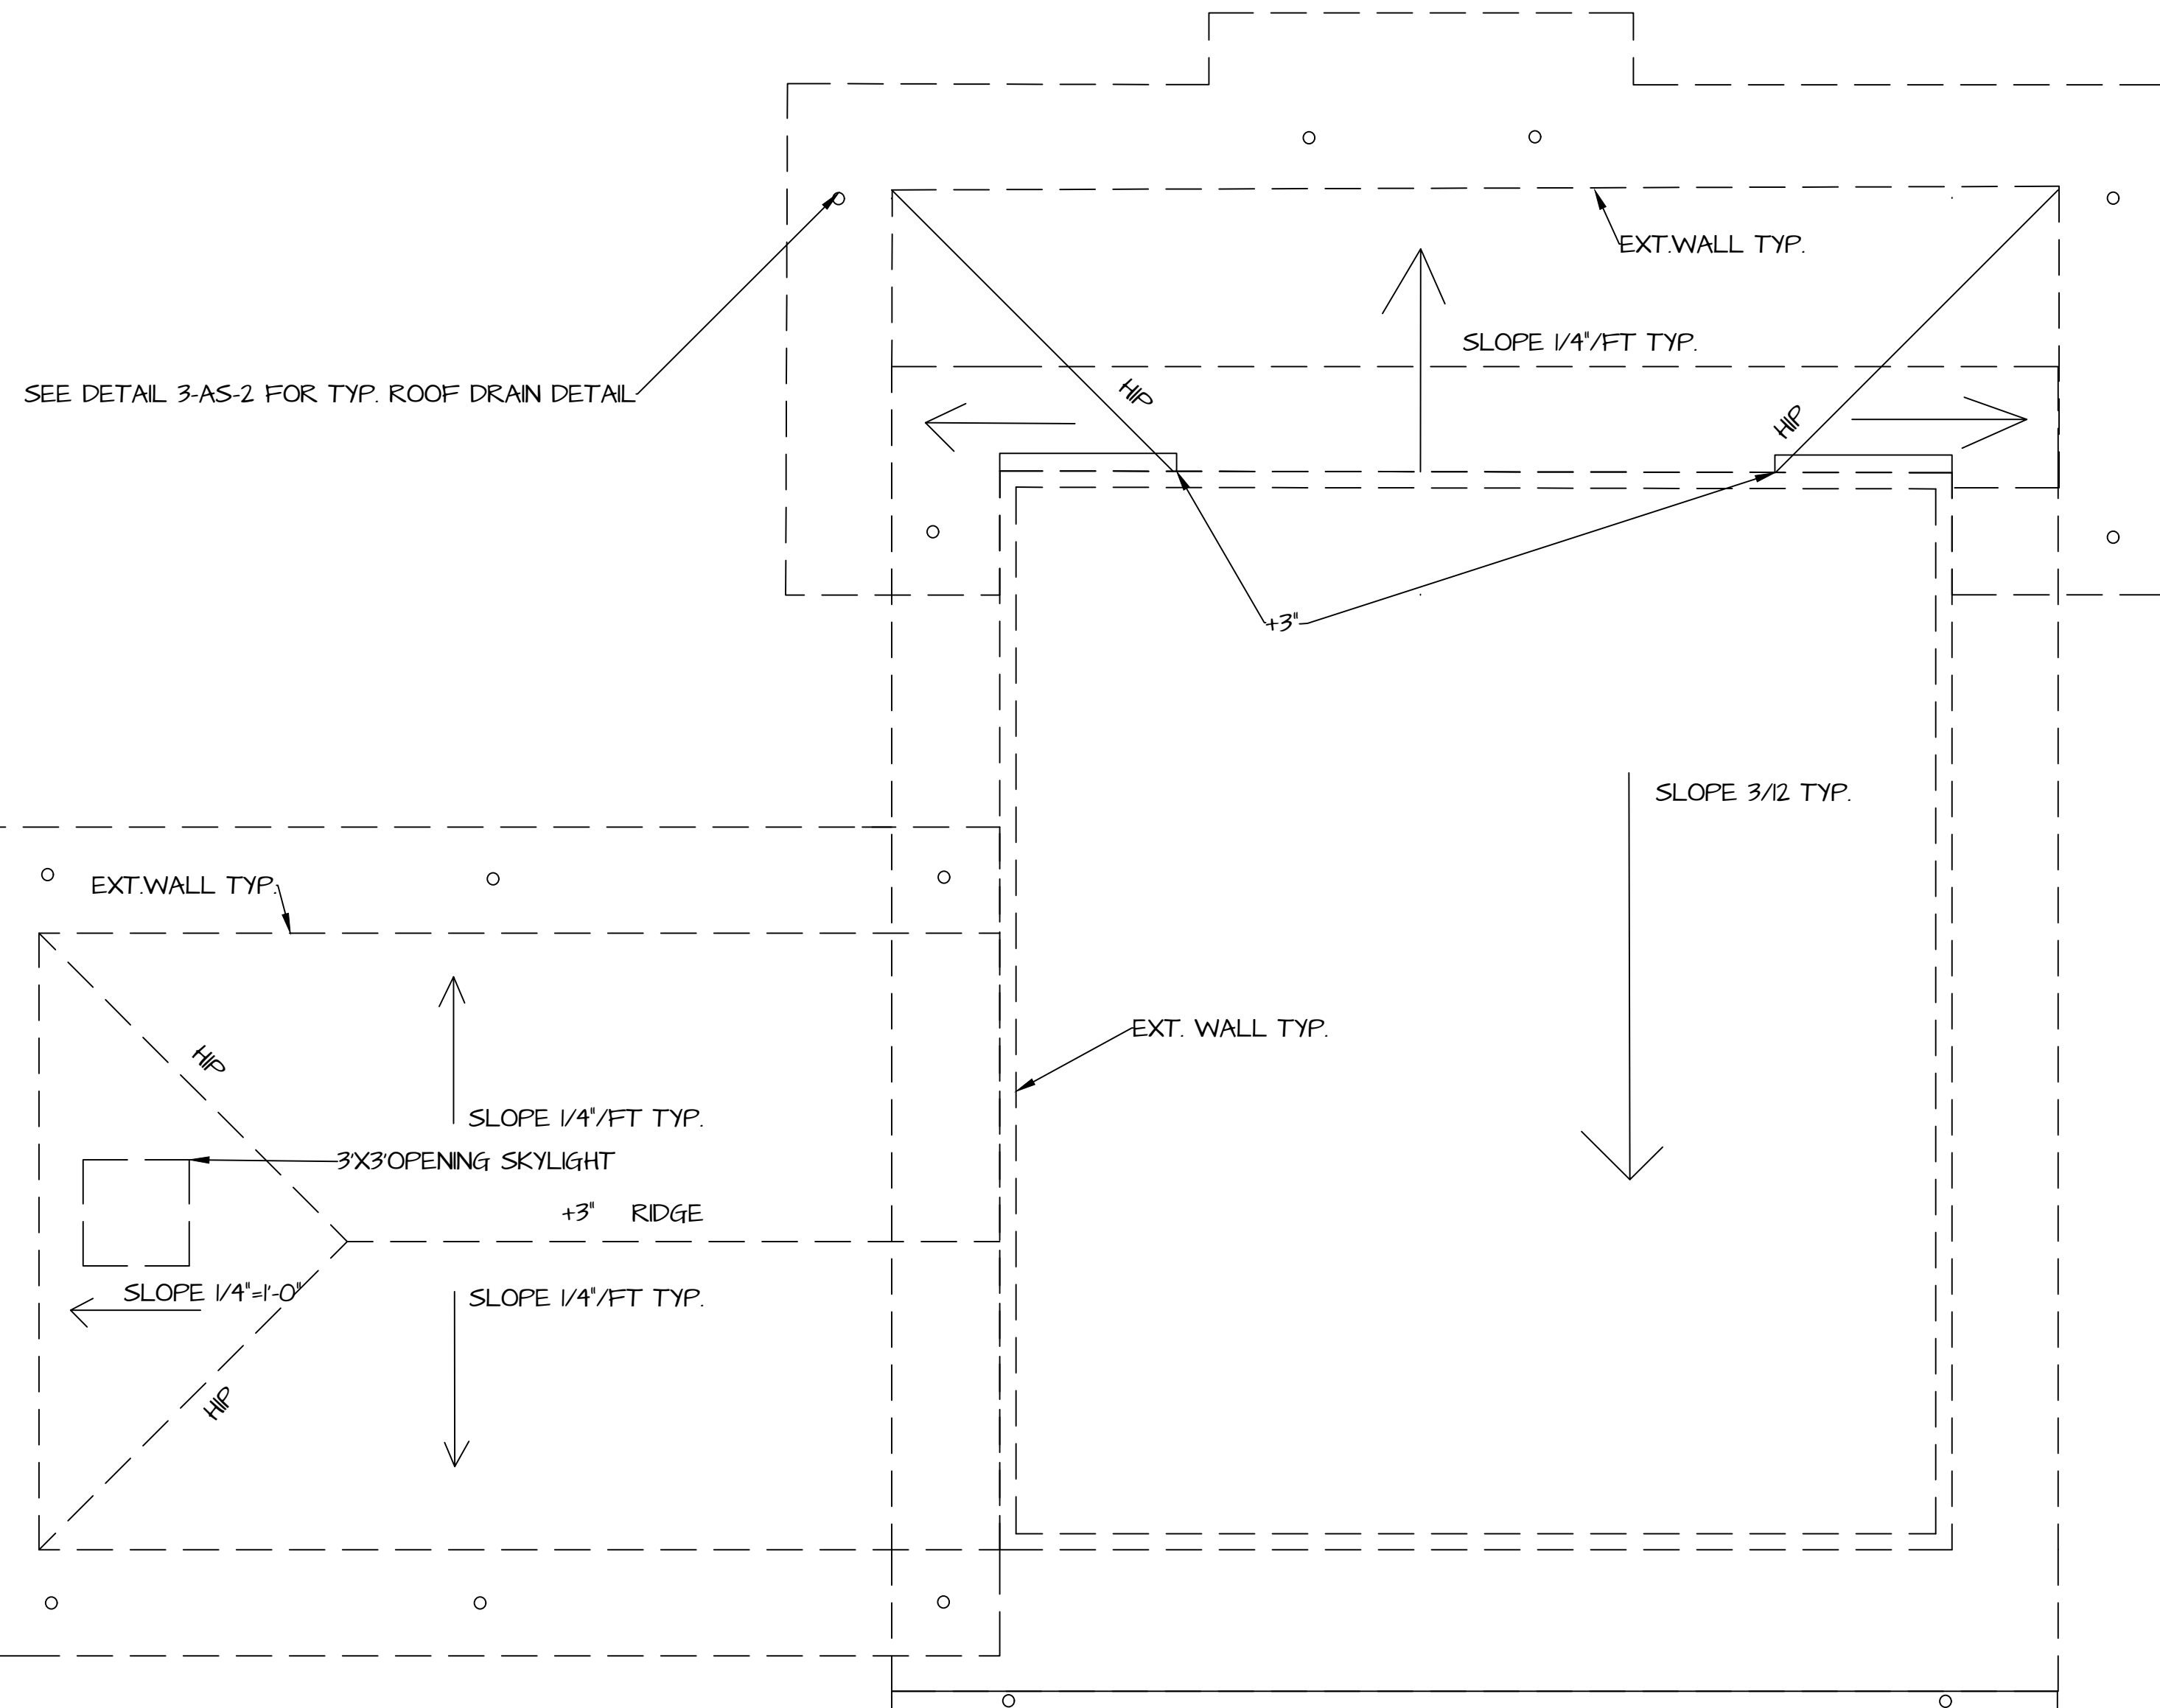 EXT.WALL TYP.
SLOPE 1/4"/FT TYP.
SEE DETAIL 3-AS-2 FOR TYP. ROOF DRAIN DETAIL
HIP
HIP
+3"
SLOPE 3/12 TYP.
EXT.WALL TYP.
EXT. WALL TYP.
HIP
SLOPE 1/4"/FT TYP.
3'X3'OPENING SKYLIGHT
+3" RIDGE
SLOPE 1/4"=1'-0"
SLOPE 1/4"/FT TYP.
HIP